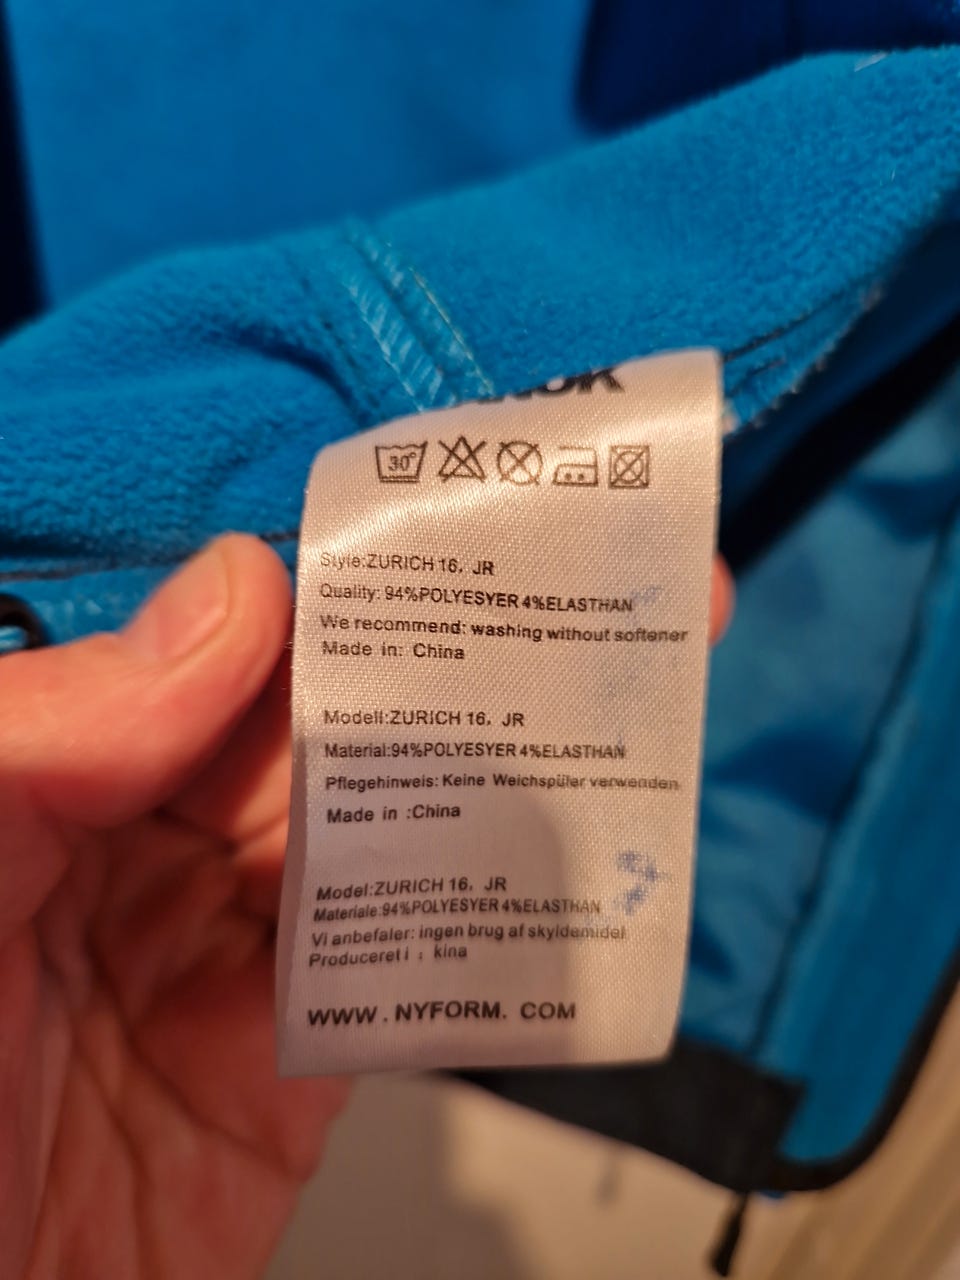 30°
Style:ZURICH 16, JR
Quality: 94%POLYESYER 4%ELASTHAN
We recommend: washing without softener
Made in: China
Modell:ZURICH 16, JR
Material:94%POLYESYER 4%ELASTHAN
Pflegehinweis: Keine Weichspüler verwenden
Made in :China
Model:ZURICH 16, JR
Materiale:94%POLYESYER 4%ELASTHAN
Vi anbefaler: ingen brug af skyldemidel
Produceret i : kina
WWW. NYFORM. COM